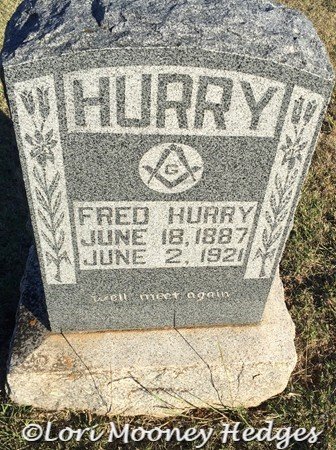 HURRY
G
FRED HURRY
JUNE 18, 1887
JUNE 2, 1921
we'll meet again
©Lori Mooney Hedges